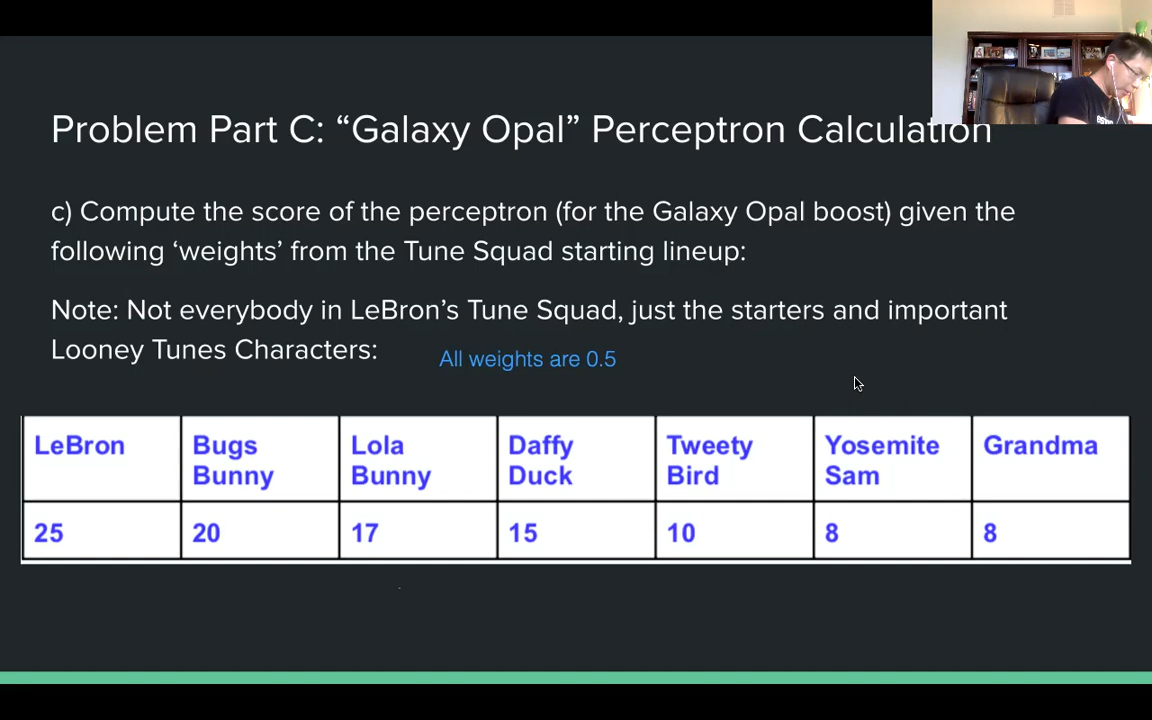 Problem Part C: “Galaxy Opal” Perceptron Calculation
c) Compute the score of the perceptron (for the Galaxy Opal boost) given the
following ‘weights’ from the Tune Squad starting lineup:
Note: Not everybody in LeBron’s Tune Squad, just the starters and important
Looney Tunes Characters:
All weights are 0.5
LeBron Bugs Bunny Lola Bunny Daffy Duck Tweety Bird Yosemite Sam Grandma
25 20 17 15 10 8 8